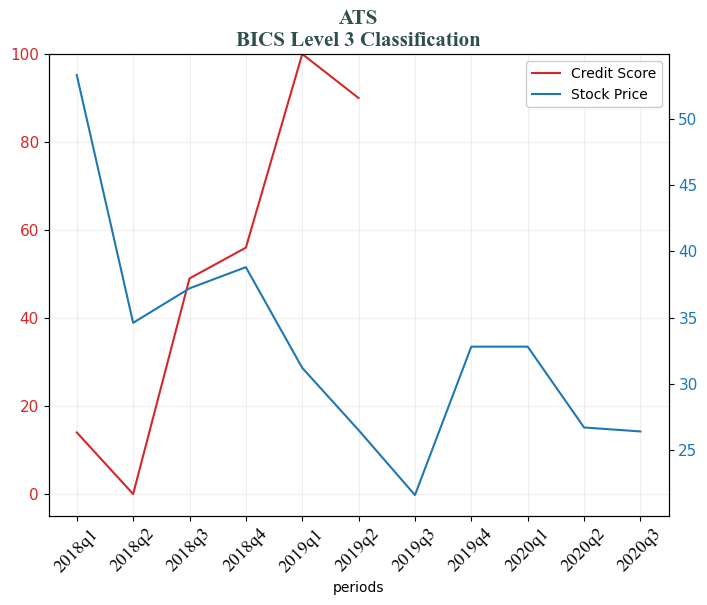 ATS
BICS Level 3 Classification
Credit Score
Stock Price
100
80
60
40
20
0
50
45
40
35
30
25
2018q1
2018q2
2018q3
2018q4
2019q1
2019q2
2019q3
2019q4
2020q1
2020q2
2020q3
periods